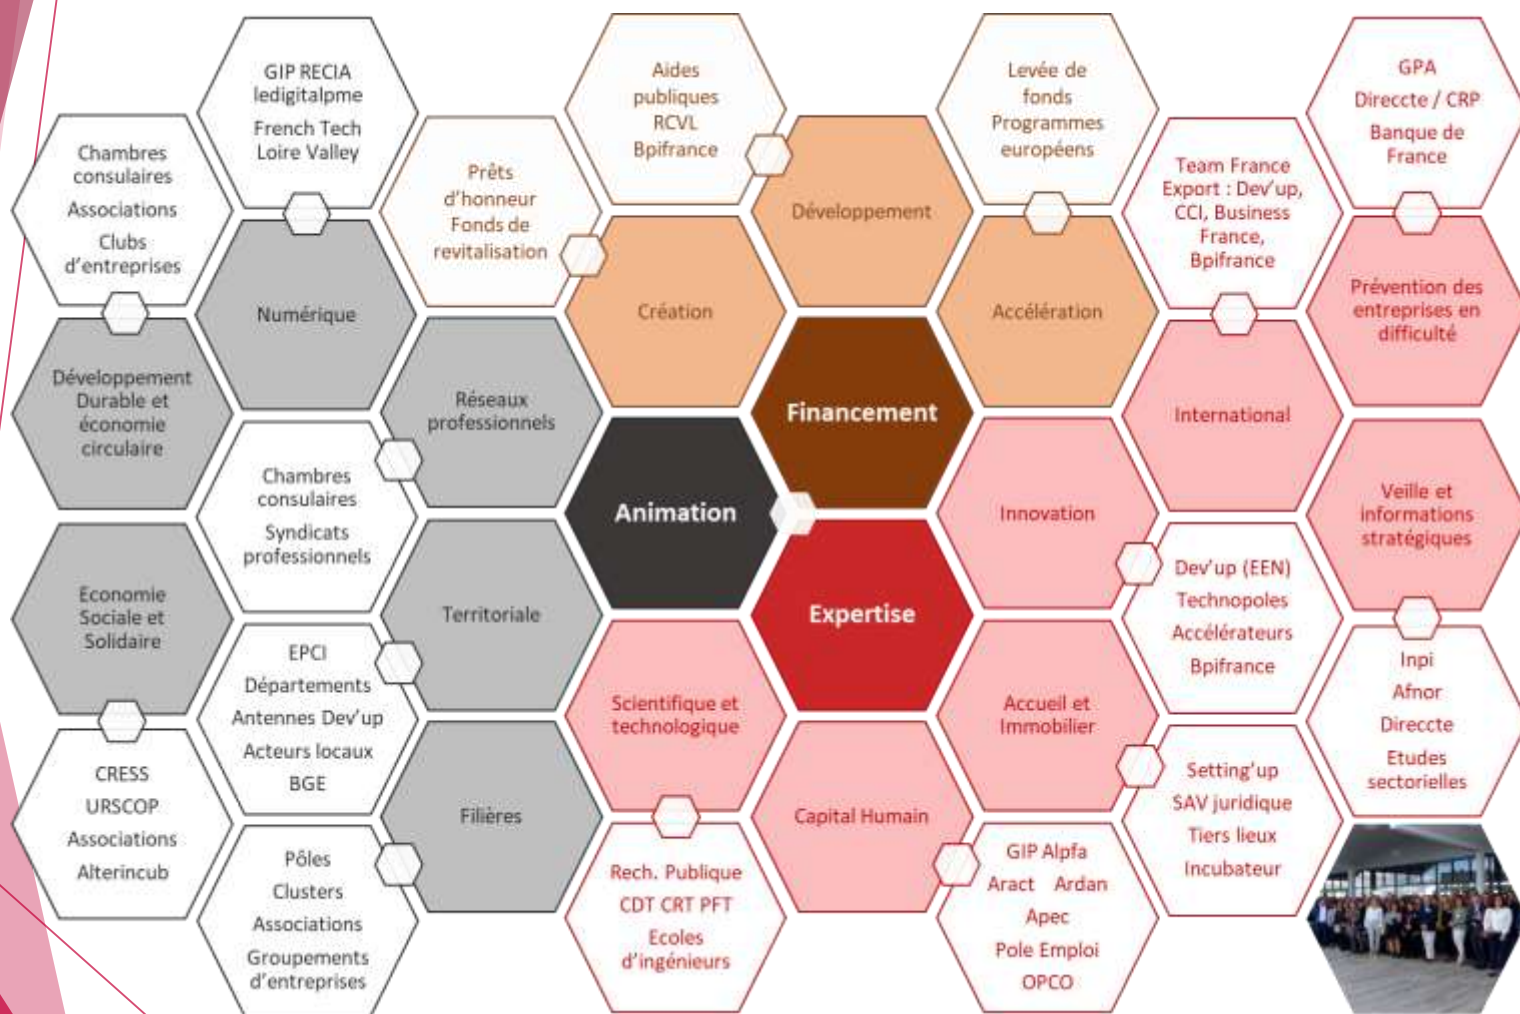 GIP RECIA
ledigitalpme
French Tech
Loire Valley
Aides
publiques
RCVL
Bpifrance
Levée de
fonds
Programmes
européens
GPA
Direccte / CRP
Banque de
France
Chambres
consulaires
Associations
Clubs
d'entreprises
Prêts
d'honneur
Fonds de
revitalisation
Développement
Team France
Export : Dev'up,
CCI, Business
France,
Bpifrance
Numérique
Création
Accélération
Prévention des
entreprises en
difficulté
Développement
Durable et
économie
circulaire
Réseaux
professionnels
Financement
International
Chambres
consulaires
Syndicats
professionnels
Animation
Innovation
Veille et
informations
stratégiques
Economie
Sociale et
Solidaire
Territoriale
Expertise
Dev'up (EEN)
Technopoles
Accélérateurs
Bpifrance
EPCI
Départements
Antennes Dev'up
Acteurs locaux
BGE
Scientifique et
technologique
Accueil et
Immobilier
Inpi
Afnor
Direccte
Etudes
sectorielles
CRESS
URSCOP
Associations
Alterincub
Filières
Capital Humain
Setting'up
SAV juridique
Tiers lieux
Incubateur
Pôles
Clusters
Associations
Groupements
d'entreprises
Rech. Publique
CDT CRT PFT
Ecoles
d'ingénieurs
GIP Alpfa
Aract Ardan
Apec
Pole Emploi
OPCO